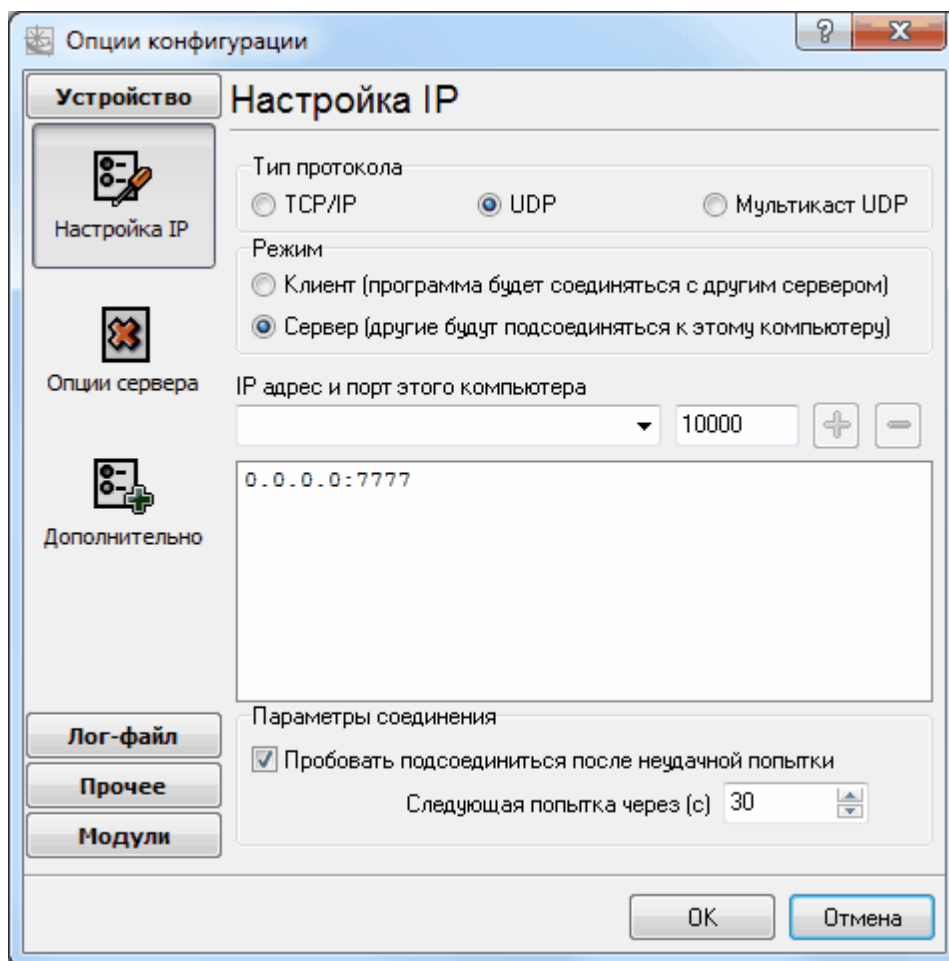 Опции конфигурации
Устройство
Настройка IP
Настройка IP
Опции сервера
Дополнительно
Лог-файл
Прочее
Модули
Тип протокола
TCP/IP UDP Мультикаст UDP
Режим
Клиент (программа будет соединяться с другим сервером)
Сервер (другие будут подсоединяться к этому компьютеру)
IP адрес и порт этого компьютера
10000
0.0.0.0:7777
Параметры соединения
Пробовать подсоединиться после неудачной попытки
Следующая попытка через (с) 30
OK Отмена